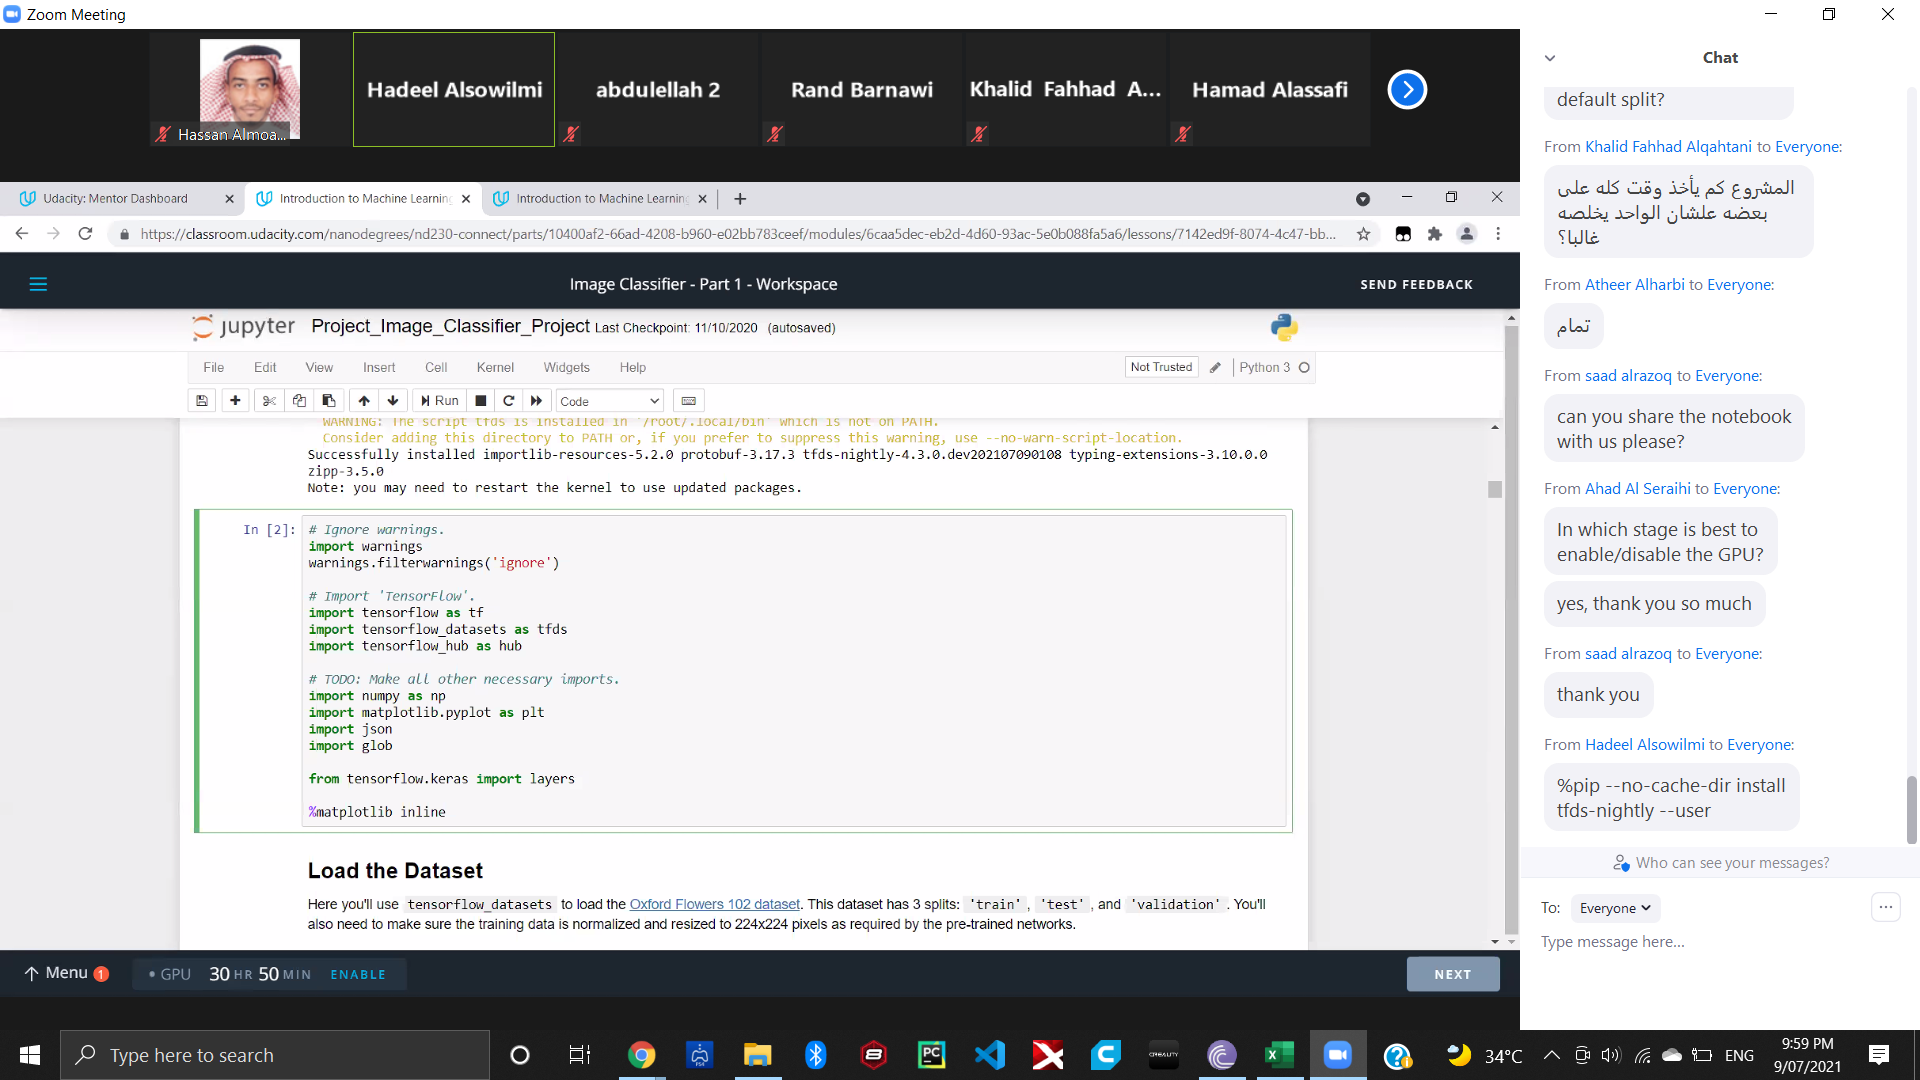 Zoom Meeting
Hassan Almoa...
Hadeel Alsowilmi
abdulellah 2
Rand Barnawi
Khalid Fahhad A...
Hamad Alassafi
Udacity: Mentor Dashboard
Introduction to Machine Learning
Introduction to Machine Learning
https://classroom.udacity.com/nanodegrees/nd230-connect/parts/10400af2-66ad-4208-b960-e02bb783ceef/modules/6caa5dec-eb2d-4d60-93ac-5e0b088fa5a6/lessons/7142ed9f-8074-4c47-bb...
Image Classifier - Part 1 - Workspace
SEND FEEDBACK
jupyter Project_Image_Classifier_Project Last Checkpoint: 11/10/2020 (autosaved)
File Edit View Insert Cell Kernel Widgets Help
Not Trusted
Python 3
Run
Code
WARNING: The script tfds is installed in '/root/.local/bin' which is not on PATH.
Consider adding this directory to PATH or, if you prefer to suppress this warning, use --no-warn-script-location.
Successfully installed importlib-resources-5.2.0 protobuf-3.17.3 tfds-nightly-4.3.0.dev202107090108 typing-extensions-3.10.0.0
zipp-3.5.0
Note: you may need to restart the kernel to use updated packages.
In [2]:
# Ignore warnings.
import warnings
warnings.filterwarnings('ignore')
# Import 'TensorFlow'.
import tensorflow as tf
import tensorflow_datasets as tfds
import tensorflow_hub as hub
# TODO: Make all other necessary imports.
import numpy as np
import matplotlib.pyplot as plt
import json
import glob
from tensorflow.keras import layers
%matplotlib inline
Load the Dataset
Here you'll use tensorflow_datasets to load the Oxford Flowers 102 dataset. This dataset has 3 splits: 'train', 'test', and 'validation'. You'll
also need to make sure the training data is normalized and resized to 224x224 pixels as required by the pre-trained networks.
Menu 1
GPU 30 HR 50 MIN ENABLE
NEXT
Chat
default split?
From Khalid Fahhad Alqahtani to Everyone:
المشروع كم يأخذ وقت كله على
بعضه علشان الواحد يخلصه
غالبا؟
From Atheer Alharbi to Everyone:
تمام
From saad alrazoq to Everyone:
can you share the notebook
with us please?
From Ahad Al Seraihi to Everyone:
In which stage is best to
enable/disable the GPU?
yes, thank you so much
From saad alrazoq to Everyone:
thank you
From Hadeel Alsowilmi to Everyone:
%pip --no-cache-dir install
tfds-nightly --user
Who can see your messages?
To: Everyone
Type message here...
Type here to search
PC
CREALITY
34°C
ENG
9:59 PM
9/07/2021